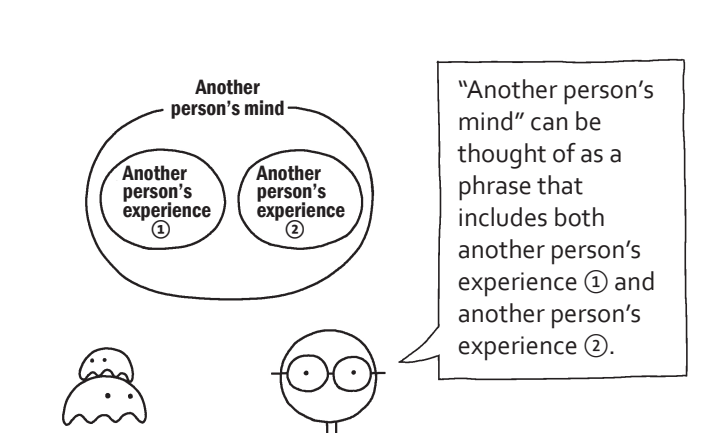 Another
person's mind
Another
person's
experience
①
Another
person's
experience
②
“Another person's
mind” can be
thought of as a
phrase that
includes both
another person's
experience ① and
another person's
experience ②.